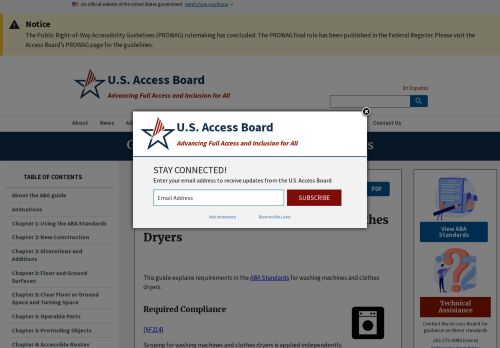 An official website of the United States government Here's how you know
Notice
The Public Right-of-Way Accessibility Guidelines (PROWAG) rulemaking has concluded. The PROWAG final rule has been published in the Federal Register. Please visit the
Access Board's PROWAG page for the guidelines.
U.S. Access Board
Advancing Full Access and Inclusion for All
En Español
About
News
Contact Us
U.S. Access Board
Advancing Full Access and Inclusion for All
STAY CONNECTED!
Enter your email address to receive updates from the U.S. Access Board.
Email Address
SUBSCRIBE
Not Interested
Remind Me Later
TABLE OF CONTENTS
About the ABA guide
Animations
Chapter 1: Using the ABA Standards
Chapter 2: New Construction
Chapter 2: Alterations and
Additions
Chapter 3: Floor and Ground
Surfaces
Chapter 3: Clear Floor or Ground
Space and Turning Space
Chapter 3: Operable Parts
Chapter 3: Protruding Objects
Chapter 4: Accessible Routes
PDF
Dryers
This guide explains requirements in the ABA Standards for washing machines and clothes
dryers.
Required Compliance
[§F214]
Scoping for washing machines and clothes dryers is applied independently.
View ABA
Standards
Technical
Assistance
Contact the Access Board for
guidance on these standards